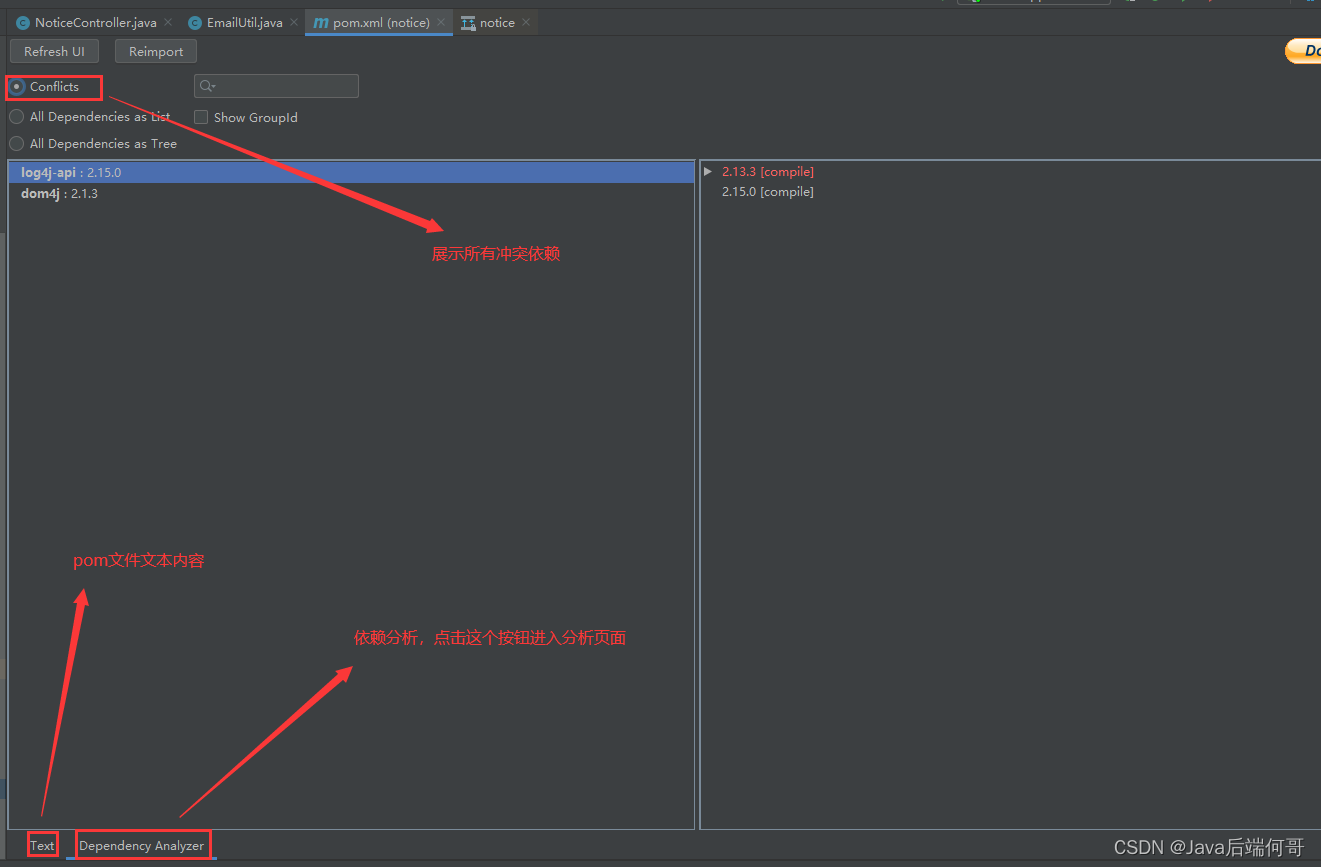 NoticeController.java
EmailUtil.java
pom.xml (notice)
notice
Refresh UI
Reimport
Conflicts
All Dependencies as List
Show GroupId
All Dependencies as Tree
log4j-api : 2.15.0
dom4j : 2.1.3
2.13.3 [compile]
2.15.0 [compile]
展示所有冲突依赖
pom文件文本内容
依赖分析，点击这个按钮进入分析页面
Text
Dependency Analyzer
CSDN @Java后端何哥